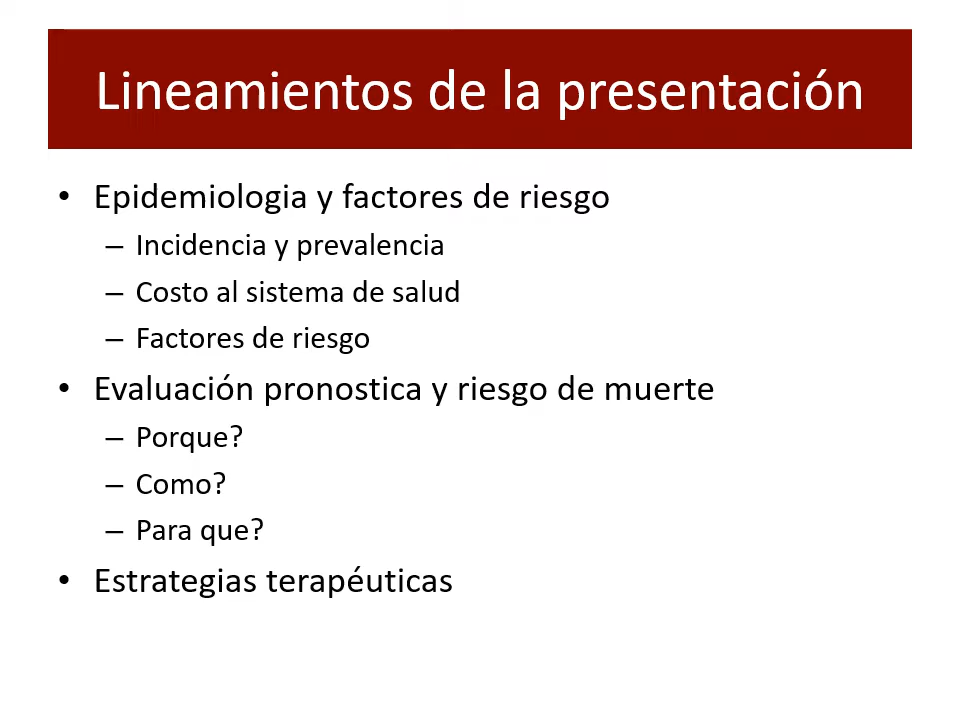 Lineamientos de la presentación
• Epidemiologia y factores de riesgo
– Incidencia y prevalencia
– Costo al sistema de salud
– Factores de riesgo
• Evaluación pronostica y riesgo de muerte
– Porque?
– Como?
– Para que?
• Estrategias terapéuticas